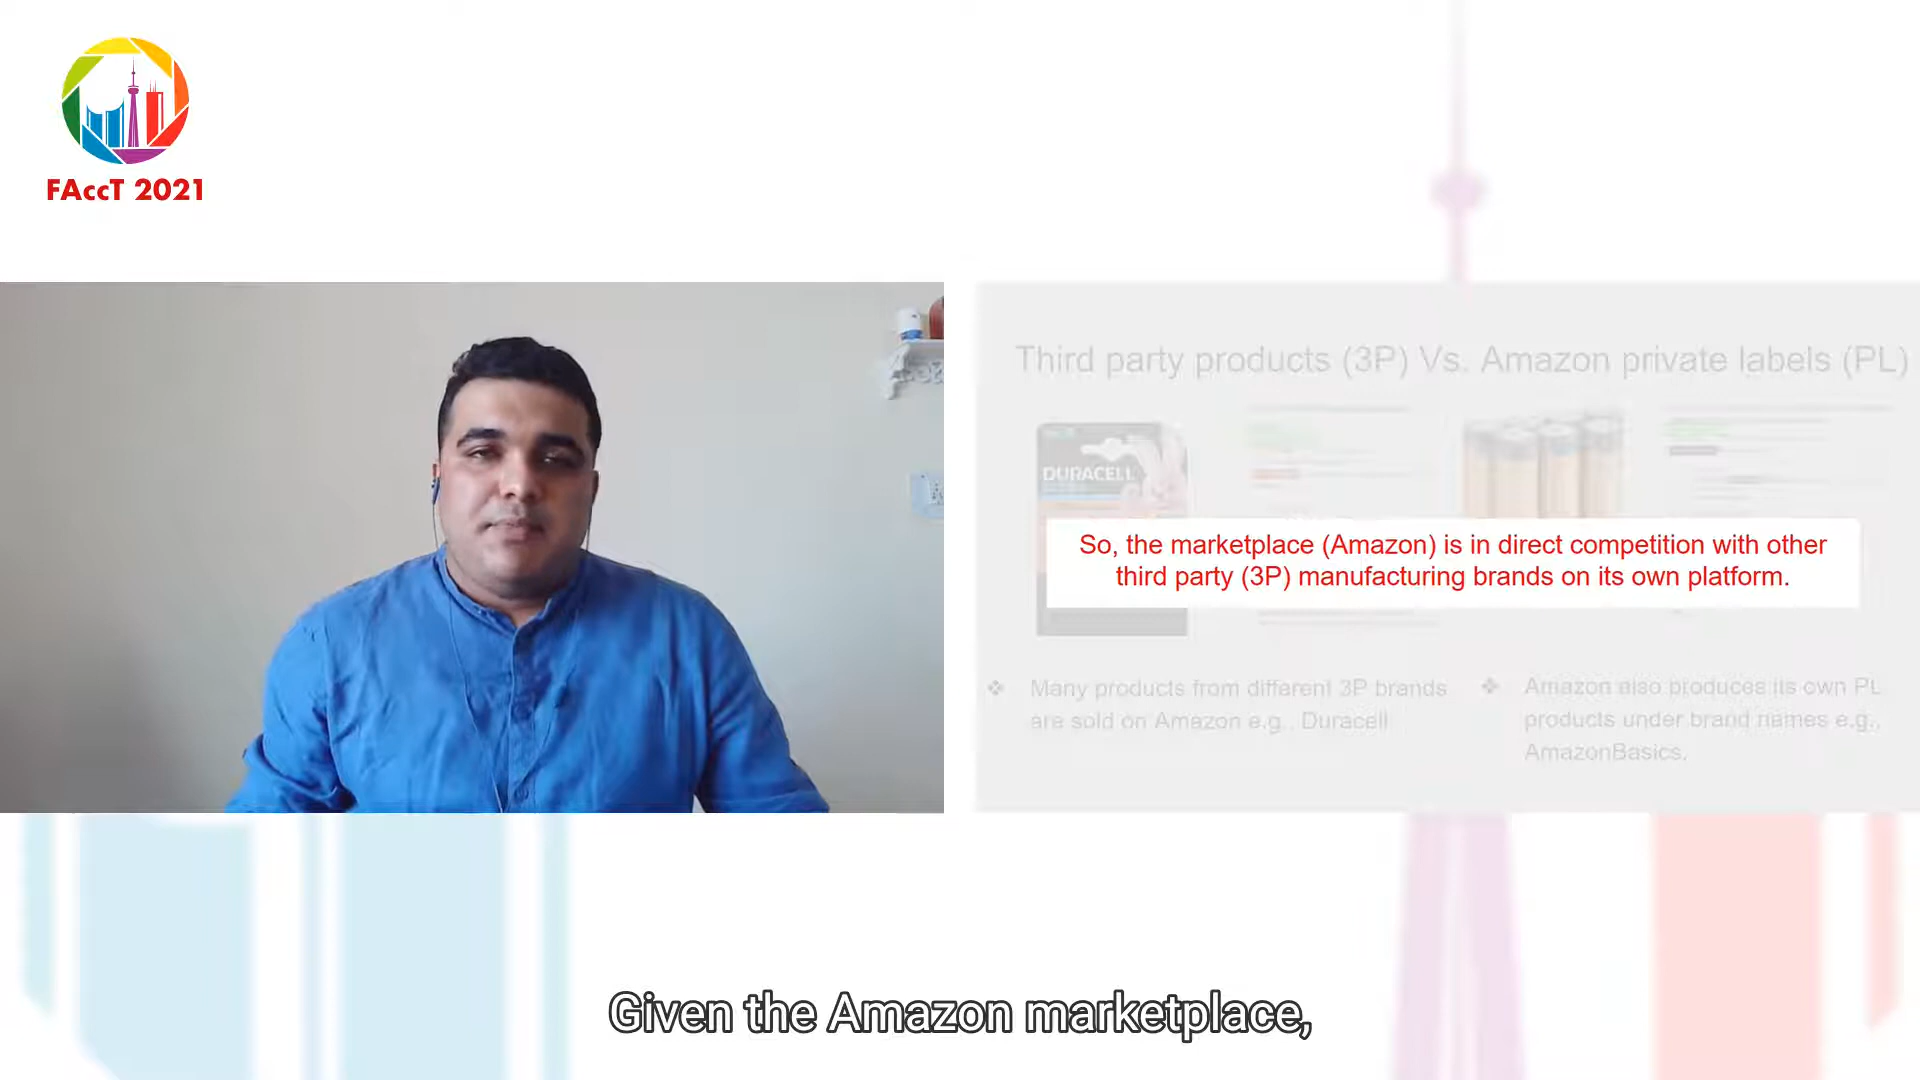 FAccT 2021
Third party products (3P) Vs. Amazon private labels (PL)
DURACELL
So, the marketplace (Amazon) is in direct competition with other
third party (3P) manufacturing brands on its own platform.
❖ Many products from different 3P brands
are sold on Amazon e.g., Duracell
❖ Amazon also produces its own PL
products under brand names e.g.,
AmazonBasics.
Given the Amazon marketplace,